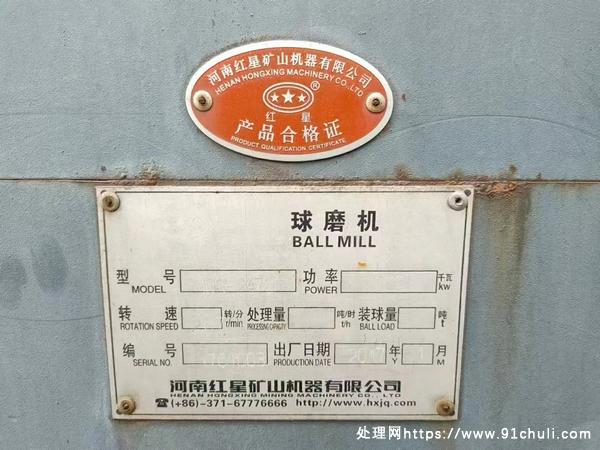 河南红星矿山机器有限公司
HENAN HONGXING MACHINERY CO., LTD
®
红 星
产品合格证
PRODUCT QUALIFICATION CERTIFICATE
球磨机
BALL MILL
型 号 功 率 千瓦
MODEL POWER kw
转 速 转/分 处理量 吨/时 装球量 吨
ROTATION SPEED r/min PROCESSING CAPACITY t/h BALL LOAD t
编 号 出厂日期 年 月
SERIAL NO. PRODUCTION DATE Y M
河南红星矿山机器有限公司
HENAN HONGXING MINING MACHINERY CO., LTD
☎(+86)-371-67776666 http://www.hxjq.com
处理网https://www.91chuli.com